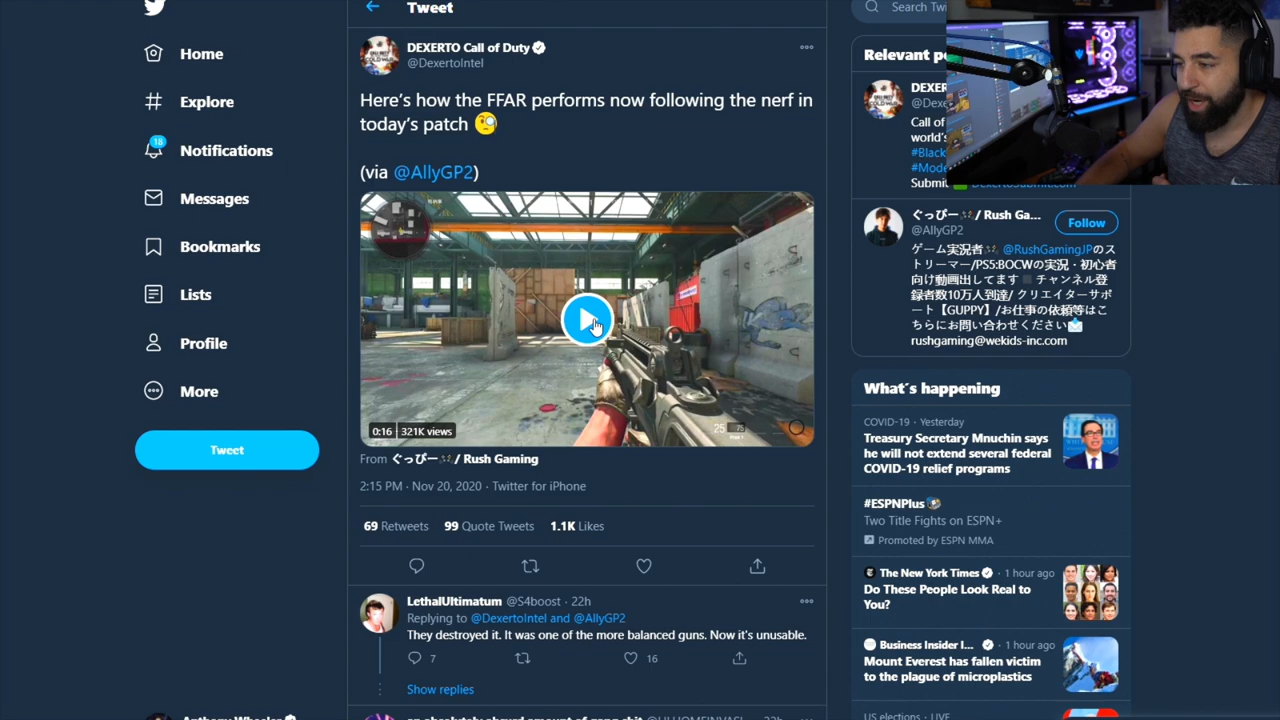 Home
Explore
18
Notifications
Messages
Bookmarks
Lists
Profile
More
Tweet
Tweet
DEXERTO Call of Duty
@DexertoIntel
Here's how the FFAR performs now following the nerf in
today's patch 🧐
(via @AllyGP2)
25
75
0:16
321K views
From ぐっぴー🎮/ Rush Gaming
2:15 PM · Nov 20, 2020 · Twitter for iPhone
69 Retweets 99 Quote Tweets 1.1K Likes
LethalUltimatum @S4boost · 22h
Replying to @DexertoIntel and @AllyGP2
They destroyed it. It was one of the more balanced guns. Now it's unusable.
7
16
Show replies
Search Twi
Relevant pe
DEXE
@Dexe
Call of
world's
#Black
#Mode
Submit
DexertoSubmit.com
ぐっぴー🎮/ Rush Ga...
@AllyGP2
Follow
ゲーム実況者🎮 @RushGamingJPのス
トリーマー/PS5:BOCWの実況・初心者
向け動画出してます◾チャンネル登
録者数10万人到達/ クリエイターサポ
ート【GUPPY】/お仕事の依頼等はこ
ちらにお問い合わせください📩
rushgaming@wekids-inc.com
What's happening
COVID-19 · Yesterday
Treasury Secretary Mnuchin says
he will not extend several federal
COVID-19 relief programs
#ESPNPlus
Two Title Fights on ESPN+
Promoted by ESPN MMA
The New York Times · 1 hour ago
Do These People Look Real to
You?
Business Insider I... · 1 hour ago
Mount Everest has fallen victim
to the plague of microplastics
US elections · LIVE
Anthony Wheeler